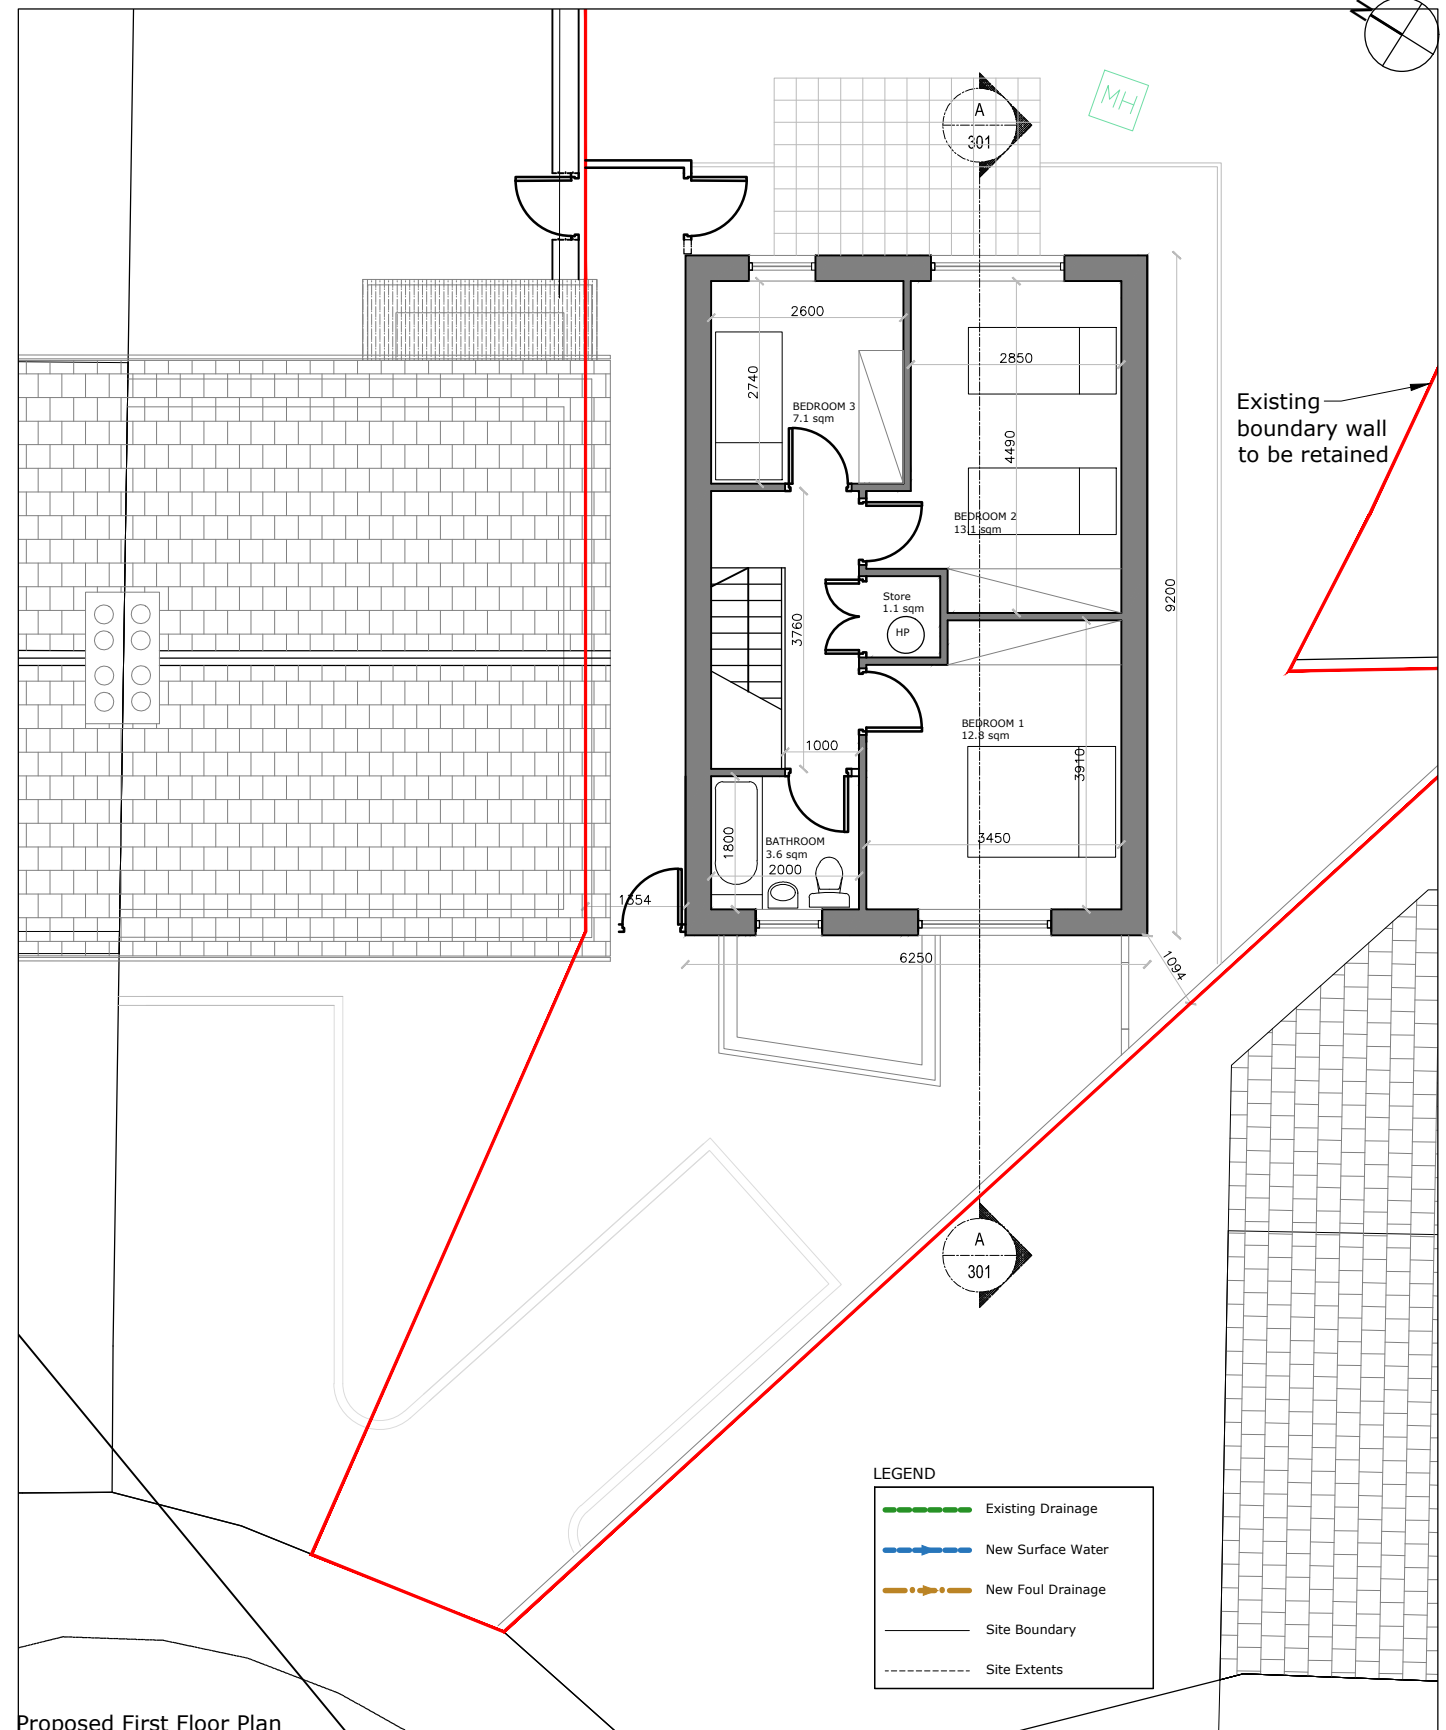 N
A
301
MH
2600
2740
BEDROOM 3
7.1 sqm
2850
4490
BEDROOM 2
13.1 sqm
Existing
boundary wall
to be retained
Store
1.1 sqm
HP
3760
9200
1000
BEDROOM 1
12.8 sqm
3910
3450
1800
BATHROOM
3.6 sqm
2000
1354
6250
1094
A
301
LEGEND
Existing Drainage
New Surface Water
New Foul Drainage
Site Boundary
Site Extents
Proposed First Floor Plan